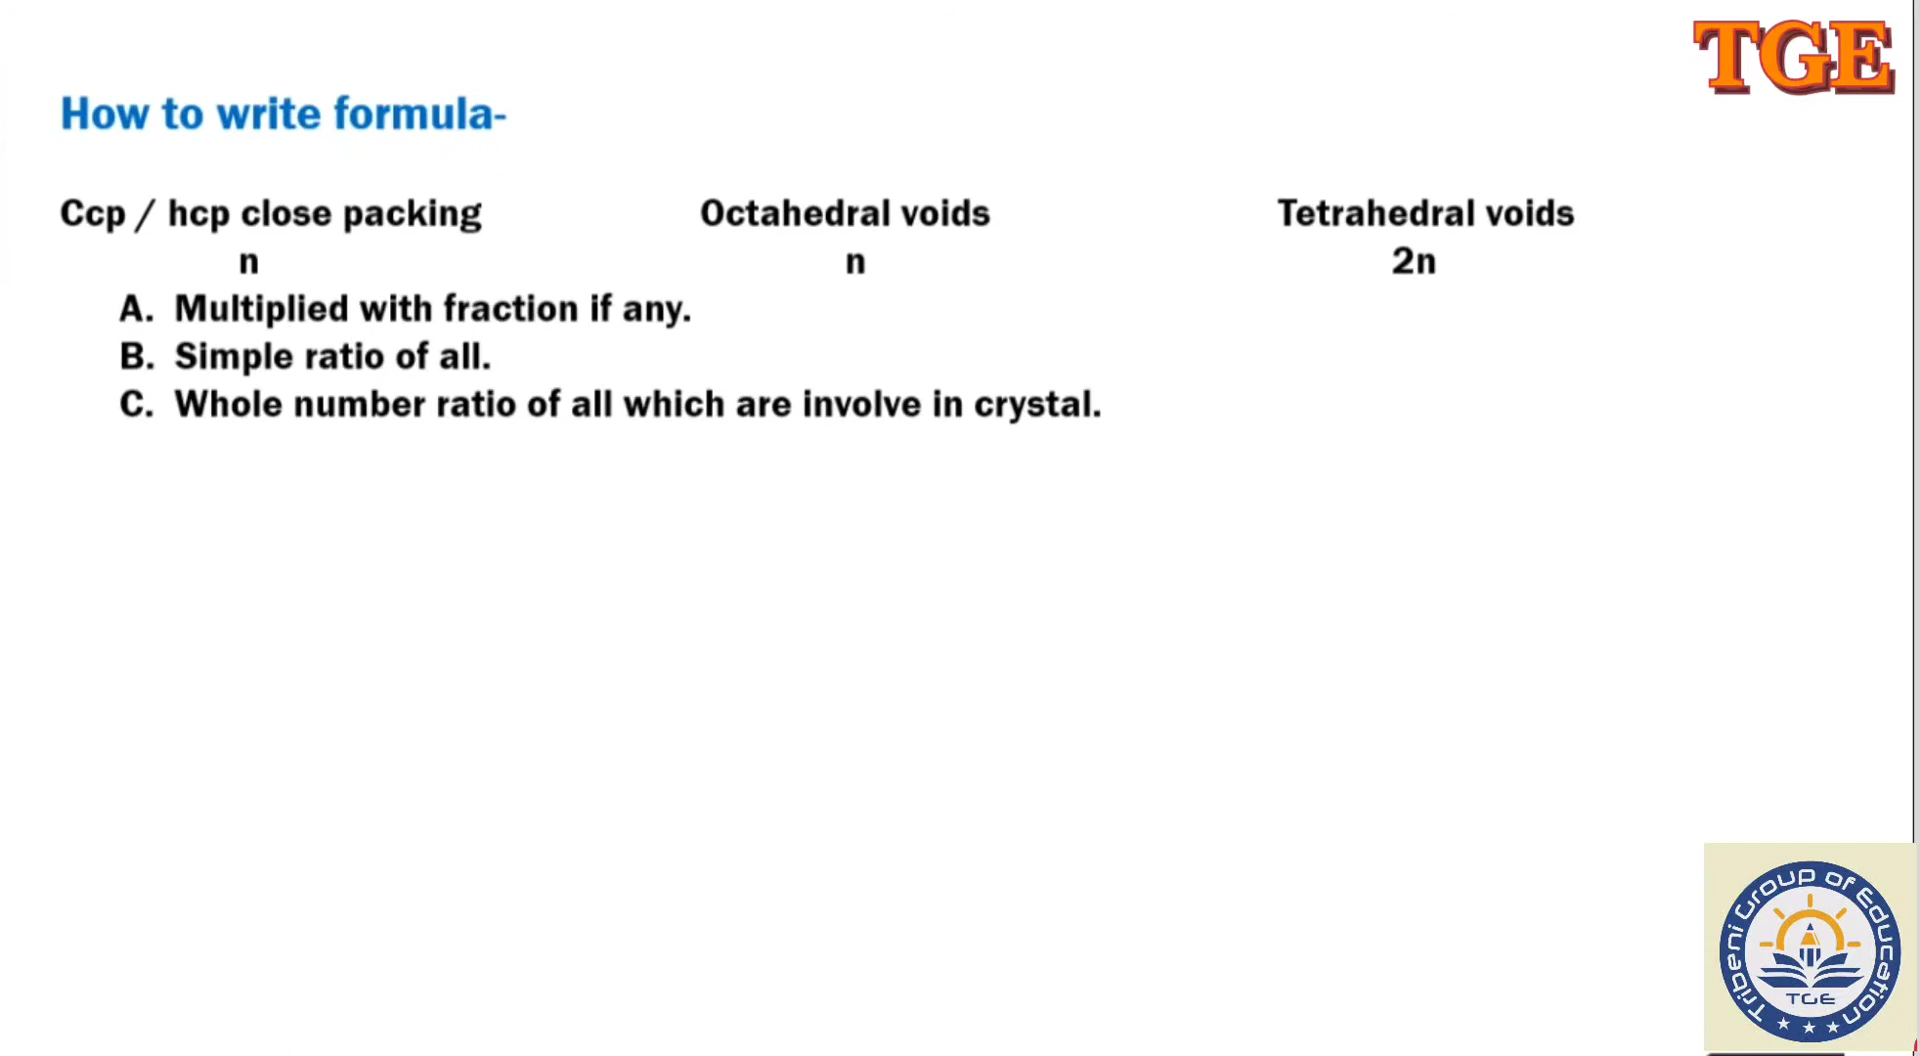 TGE
How to write formula-
Ccp / hcp close packing Octahedral voids Tetrahedral voids
n n 2n
A. Multiplied with fraction if any.
B. Simple ratio of all.
C. Whole number ratio of all which are involve in crystal.
Tribeni Group of Education
TGE